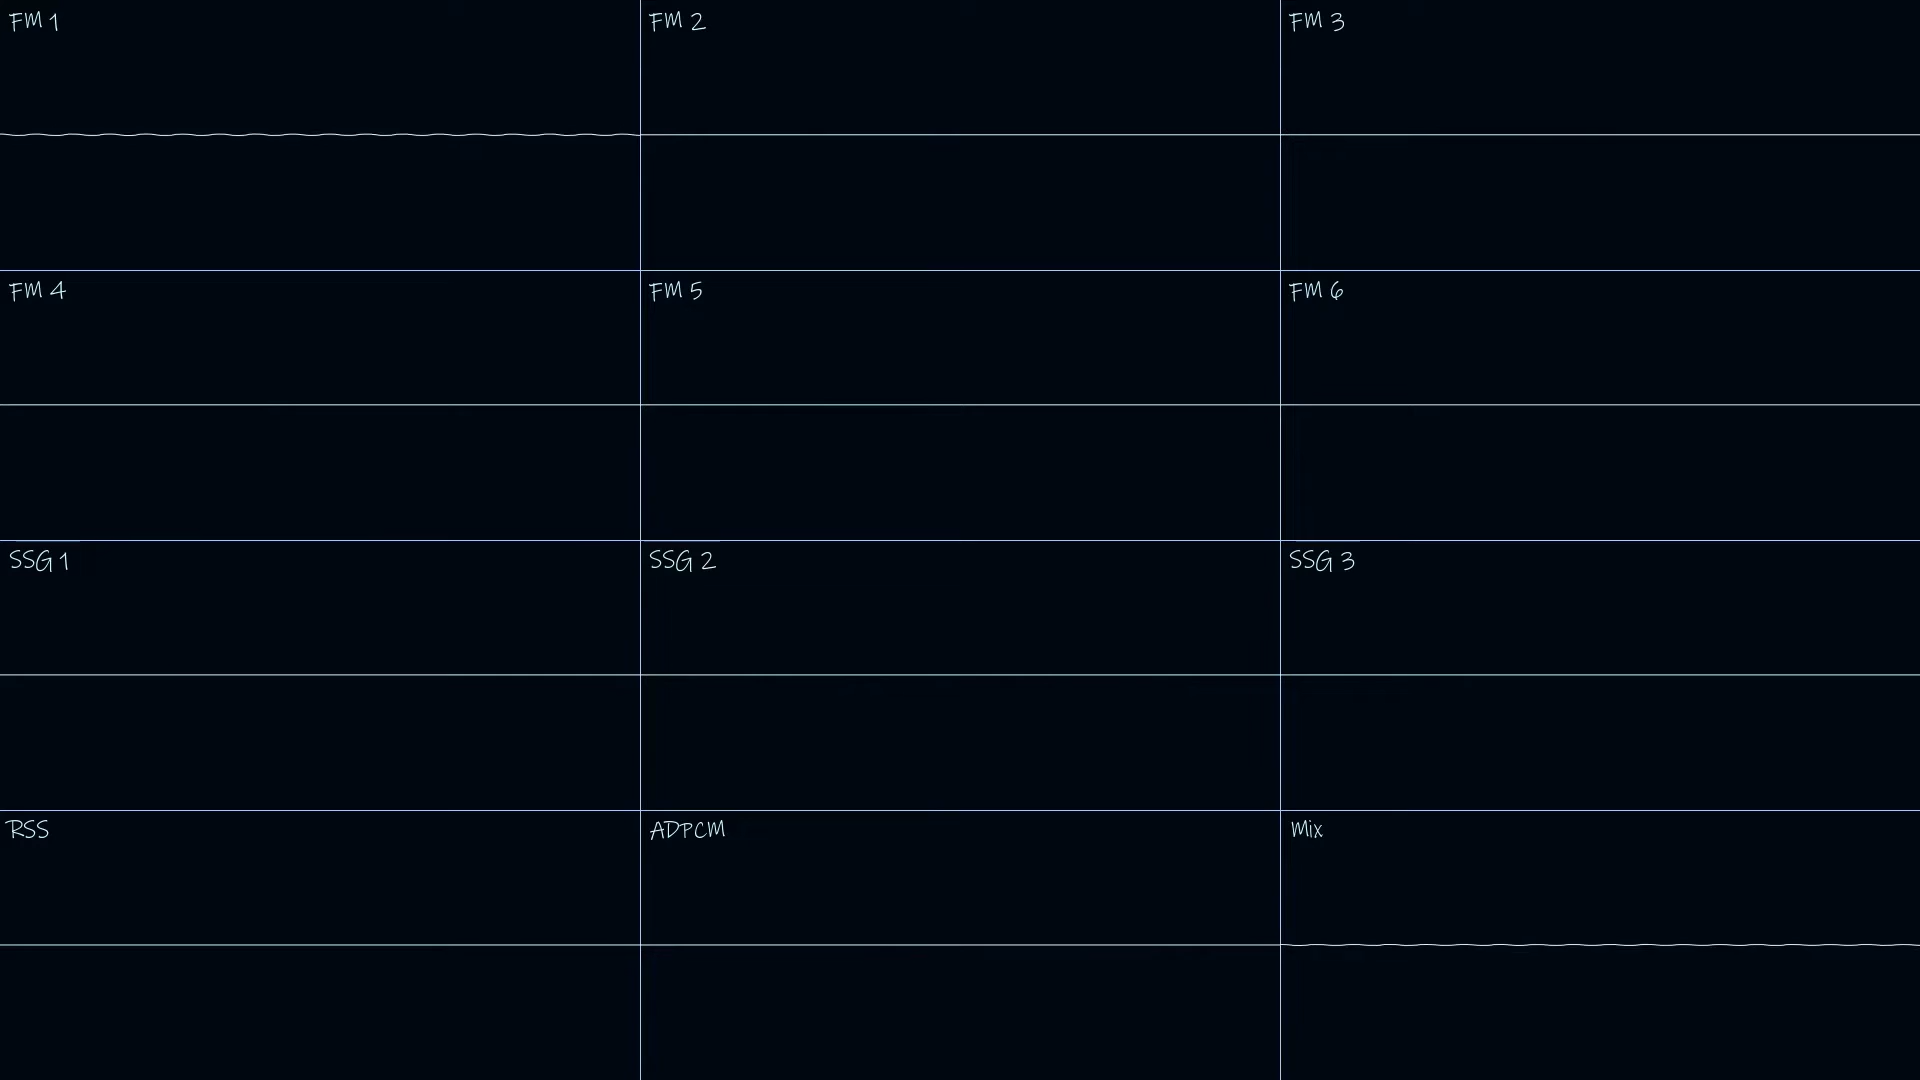 FM 1
FM 2
FM 3
FM 4
FM 5
FM 6
SSG 1
SSG 2
SSG 3
RSS
ADPCM
Mix